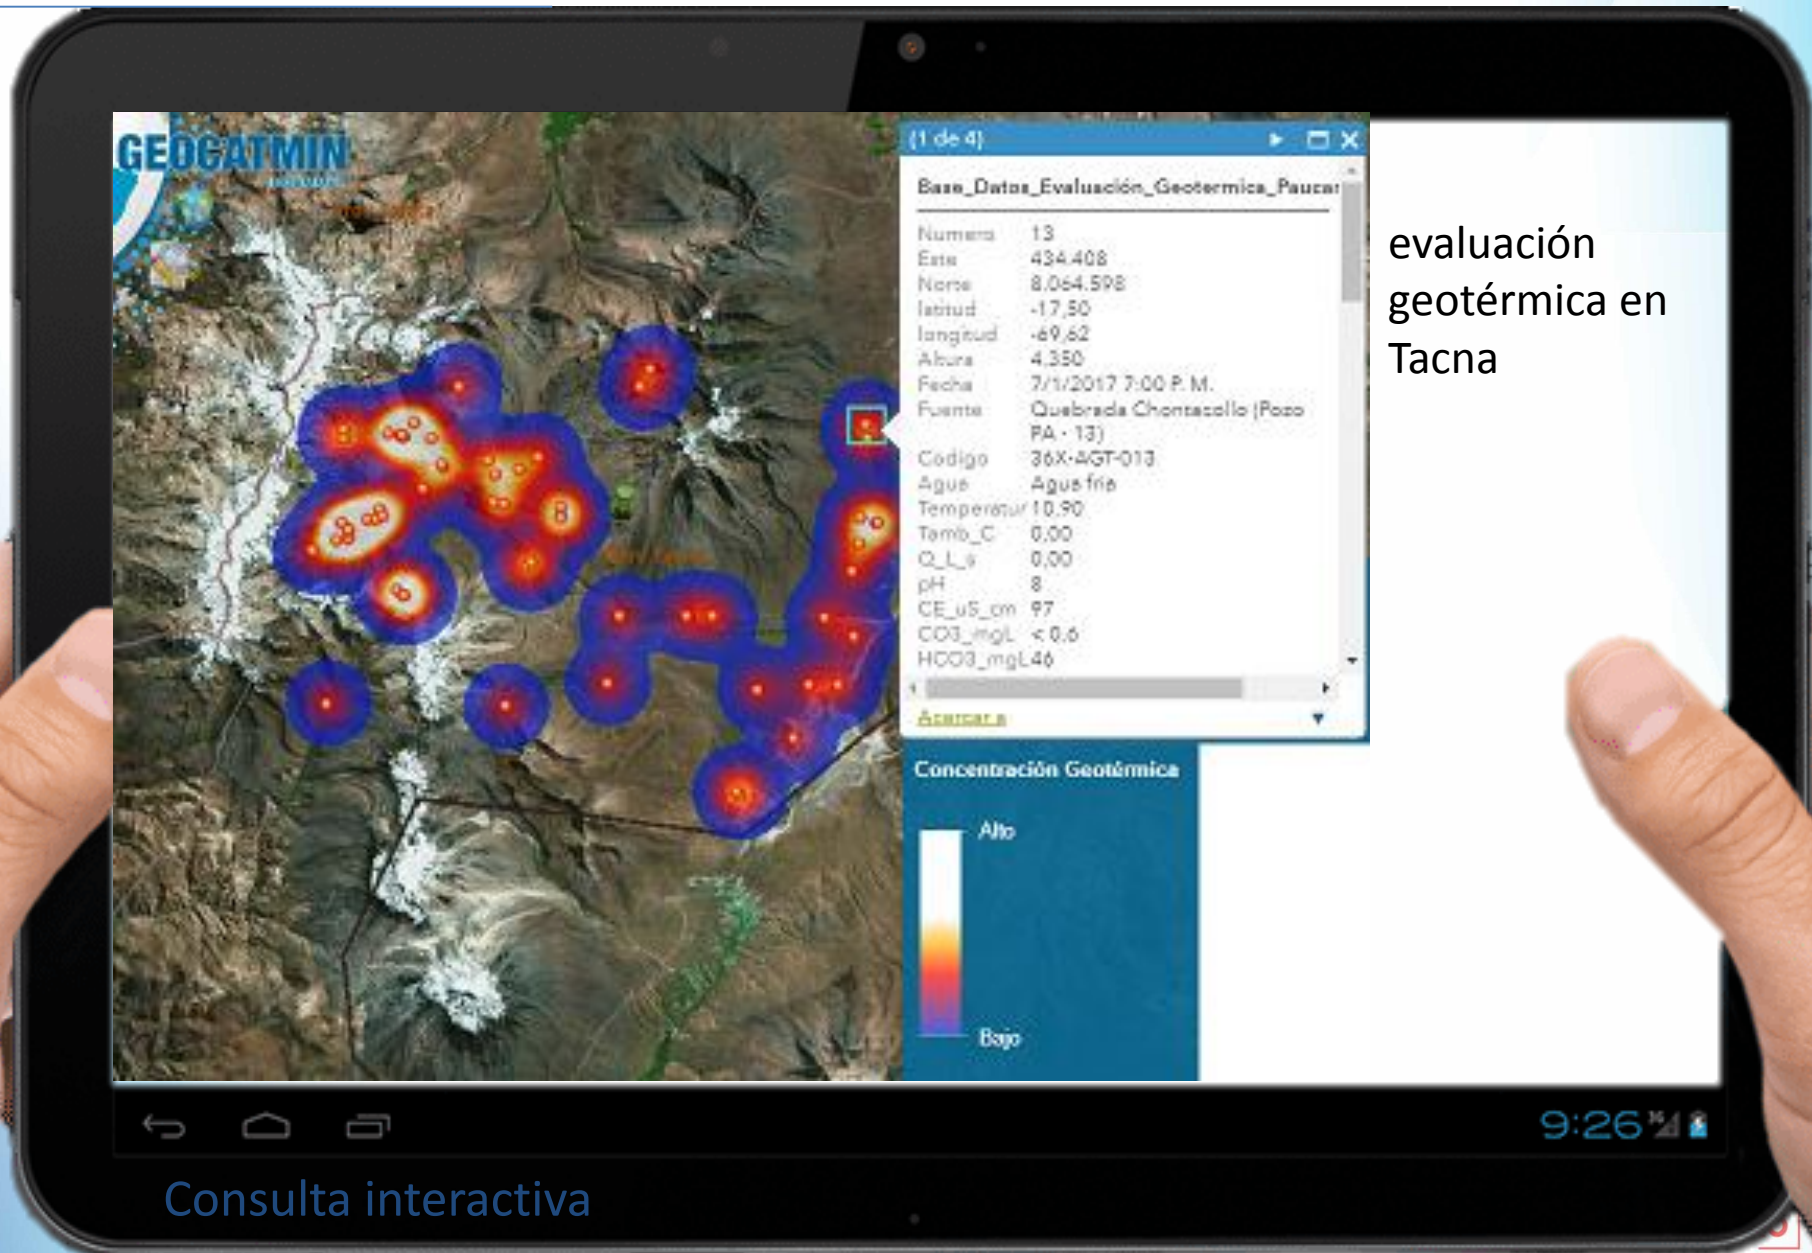 GEOCATMIN
(1 de 4)
Base_Datos_Evaluación_Geotermica_Paucar
Numero 13
Este 434.408
Norte 8.064.598
latitud -17,50
longitud -69,62
Altura 4.350
Fecha 7/1/2017 7:00 P. M.
Fuente Quebrada Chontacollo (Pozo
PA - 13)
Codigo 36X-AGT-013
Agua Agua fria
Temperatur 10,90
Tamb_C 0,00
Q_L_s 0,00
pH 8
CE_uS_cm 97
CO3_mgL < 0.6
HCO3_mgL 46
Acercar a
evaluación
geotérmica en
Tacna
Concentración Geotérmica
Alto
Bajo
9:26
3G
Consulta interactiva